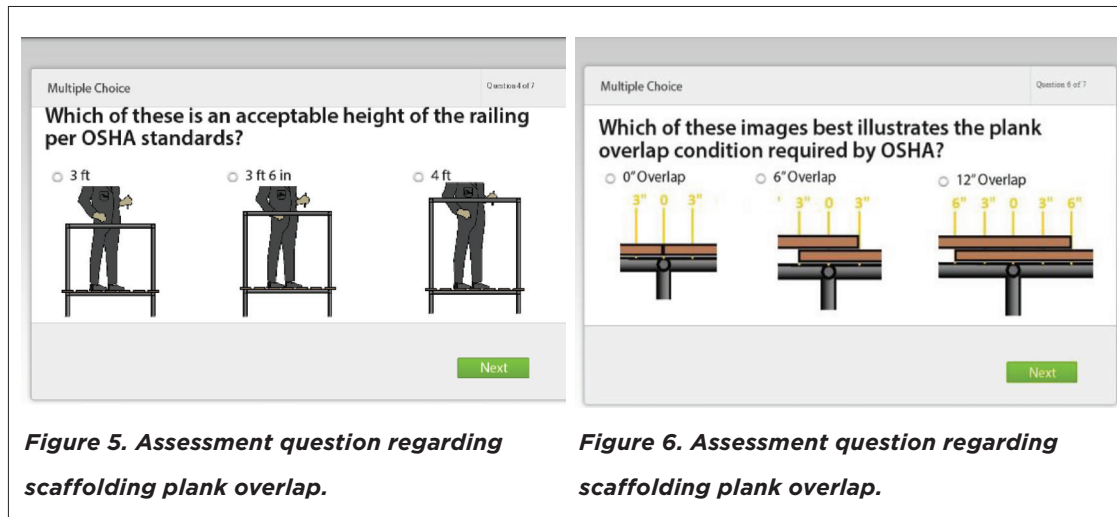 Multiple Choice
Question 4 of 7
Which of these is an acceptable height of the railing
per OSHA standards?
3 ft
3 ft 6 in
4 ft
Next
Figure 5. Assessment question regarding
scaffolding plank overlap.
Multiple Choice
Question 6 of 7
Which of these images best illustrates the plank
overlap condition required by OSHA?
0" Overlap
6" Overlap
12" Overlap
3" 0 3"
' 3" 0 3"
6" 3" 0 3" 6"
Next
Figure 6. Assessment question regarding
scaffolding plank overlap.